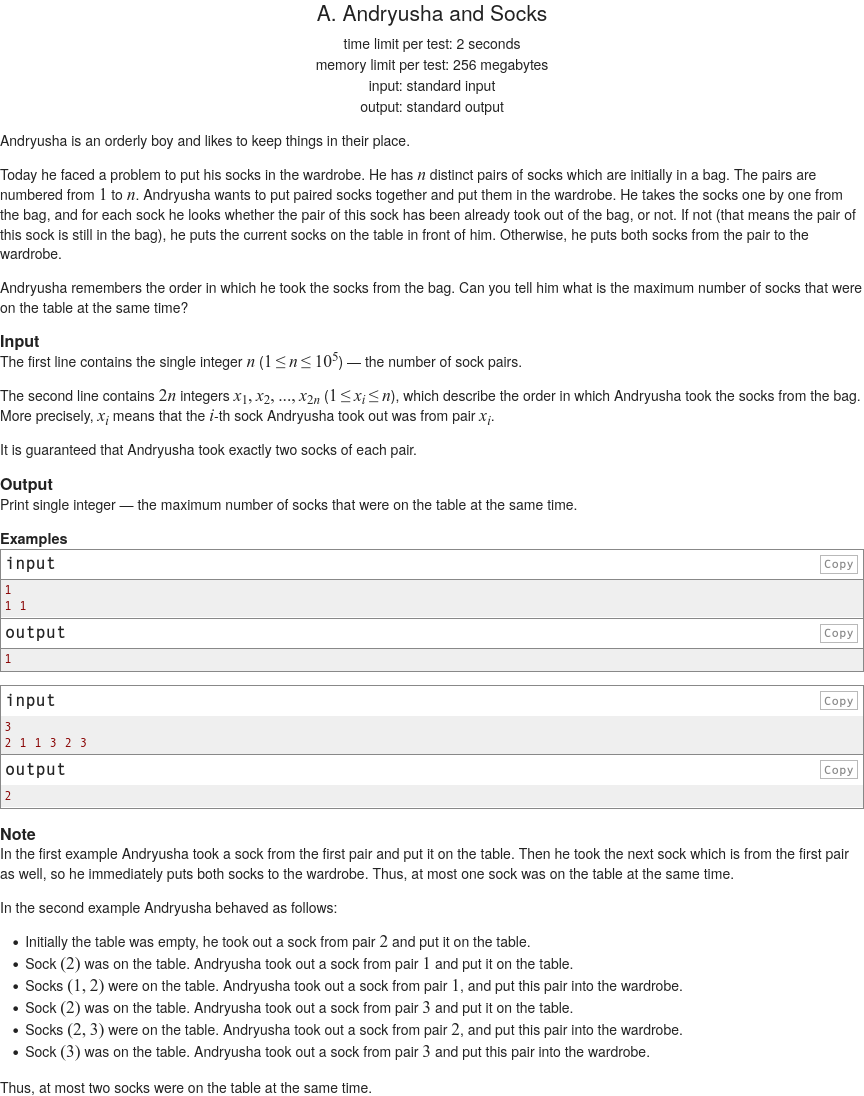 A. Andryusha and Socks
time limit per test: 2 seconds
memory limit per test: 256 megabytes
input: standard input
output: standard output
Andryusha is an orderly boy and likes to keep things in their place.
Today he faced a problem to put his socks in the wardrobe. He has n distinct pairs of socks which are initially in a bag. The pairs are
numbered from 1 to n. Andryusha wants to put paired socks together and put them in the wardrobe. He takes the socks one by one from
the bag, and for each sock he looks whether the pair of this sock has been already took out of the bag, or not. If not (that means the pair of
this sock is still in the bag), he puts the current socks on the table in front of him. Otherwise, he puts both socks from the pair to the
wardrobe.
Andryusha remembers the order in which he took the socks from the bag. Can you tell him what is the maximum number of socks that were
on the table at the same time?
Input
The first line contains the single integer n (1 ≤ n ≤ 10⁵) — the number of sock pairs.
The second line contains 2n integers x₁, x₂, ..., x₂ₙ (1 ≤ xᵢ ≤ n), which describe the order in which Andryusha took the socks from the bag.
More precisely, xᵢ means that the i-th sock Andryusha took out was from pair xᵢ.
It is guaranteed that Andryusha took exactly two socks of each pair.
Output
Print single integer — the maximum number of socks that were on the table at the same time.
Examples
input Copy
1
1 1
output Copy
1
input Copy
3
2 1 1 3 2 3
output Copy
2
Note
In the first example Andryusha took a sock from the first pair and put it on the table. Then he took the next sock which is from the first pair
as well, so he immediately puts both socks to the wardrobe. Thus, at most one sock was on the table at the same time.
In the second example Andryusha behaved as follows:
• Initially the table was empty, he took out a sock from pair 2 and put it on the table.
• Sock (2) was on the table. Andryusha took out a sock from pair 1 and put it on the table.
• Socks (1, 2) were on the table. Andryusha took out a sock from pair 1, and put this pair into the wardrobe.
• Sock (2) was on the table. Andryusha took out a sock from pair 3 and put it on the table.
• Socks (2, 3) were on the table. Andryusha took out a sock from pair 2, and put this pair into the wardrobe.
• Sock (3) was on the table. Andryusha took out a sock from pair 3 and put this pair into the wardrobe.
Thus, at most two socks were on the table at the same time.